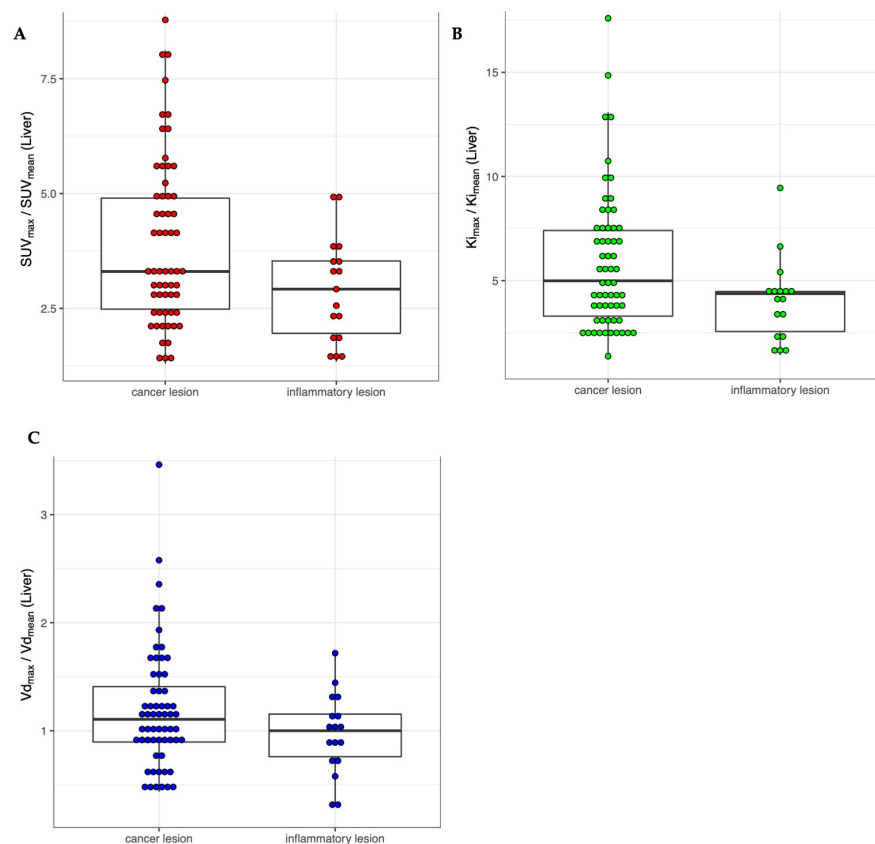 A
7.5
5.0
2.5
SUVmax / SUVmean (Liver)
cancer lesion
inflammatory lesion
B
15
10
5
Kimax / Kimean (Liver)
cancer lesion
inflammatory lesion
C
3
2
1
Vdmax / Vdmean (Liver)
cancer lesion
inflammatory lesion